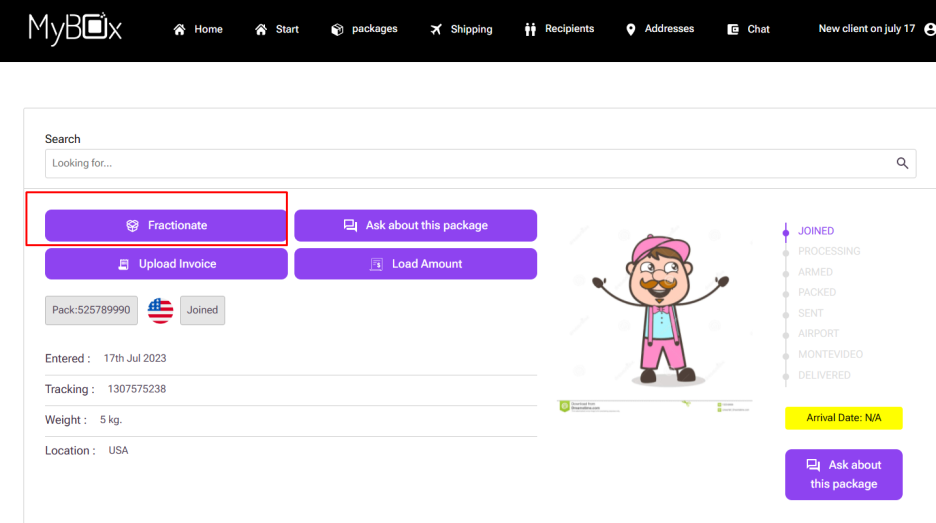 MyBOX
Home
Start
packages
Shipping
Recipients
Addresses
Chat
New client on july 17
Search
Looking for...
Fractionate
Ask about this package
Upload Invoice
Load Amount
Pack:525789990
Joined
Entered : 17th Jul 2023
Tracking : 1307575238
Weight : 5 kg.
Location : USA
JOINED
PROCESSING
ARMED
PACKED
SENT
AIRPORT
MONTEVIDEO
DELIVERED
Arrival Date: N/A
Ask about
this package